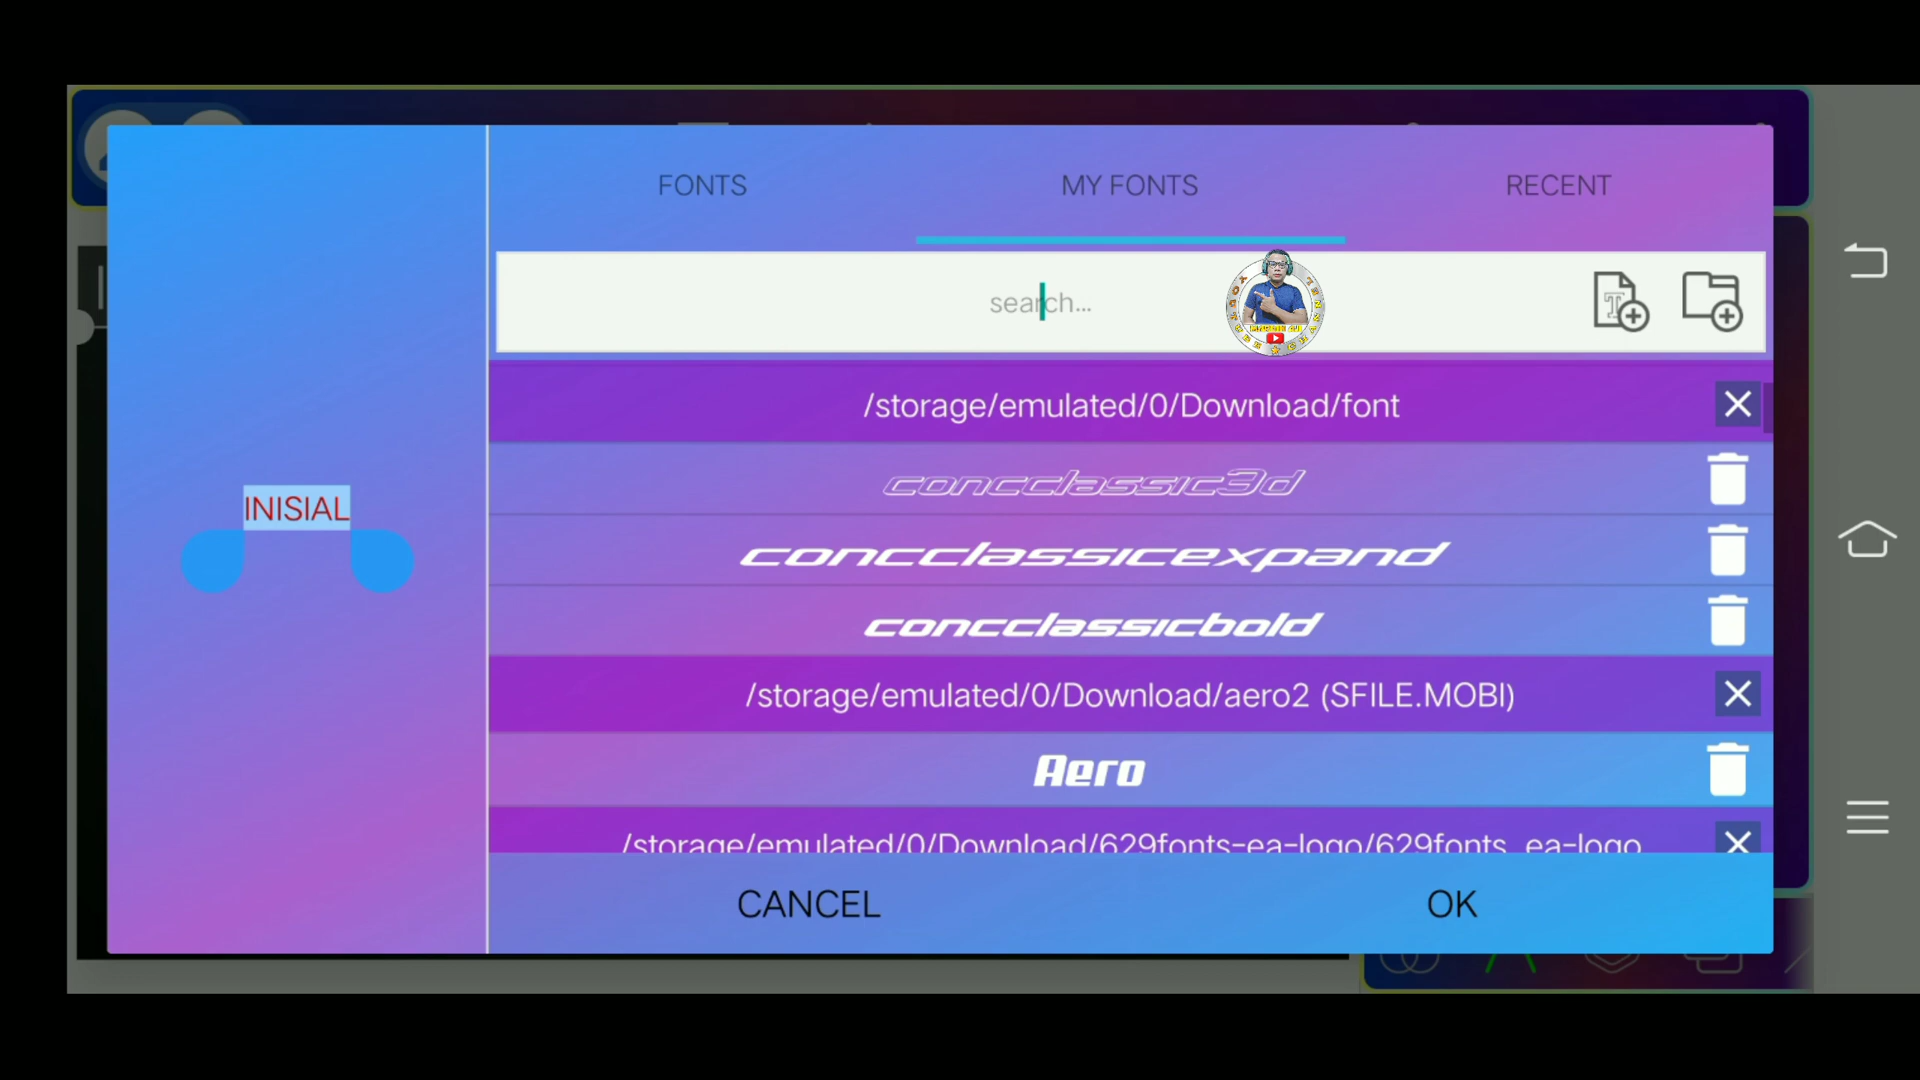 FONTS MY FONTS RECENT
search...
/storage/emulated/0/Download/font
concclassic3d
INISIAL
concclassicexpand
concclassicbold
/storage/emulated/0/Download/aero2 (SFILE.MOBI)
Aero
/storage/emulated/0/Download/629fonts-ea-logo/629fonts_ea-logo
CANCEL OK